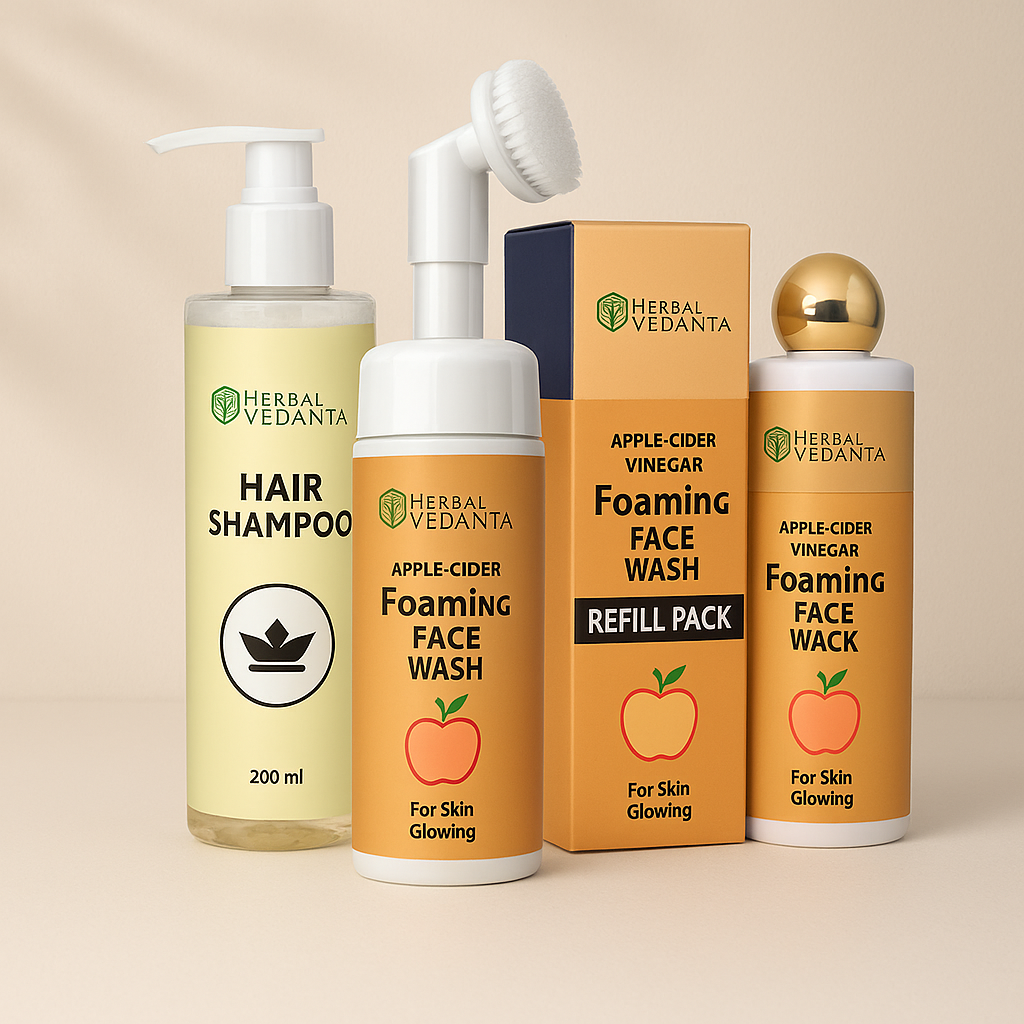 HERBAL
VEDANTA
HAIR
SHAMPOO
200 ml
HERBAL
VEDANTA
APPLE-CIDER
Foaming
FACE
WASH
For Skin
Glowing
HERBAL
VEDANTA
APPLE-CIDER
VINEGAR
Foaming
FACE
WASH
REFILL PACK
For Skin
Glowing
HERBAL
VEDANTA
APPLE-CIDER
VINEGAR
Foaming
FACE
WACK
For Skin
Glowing